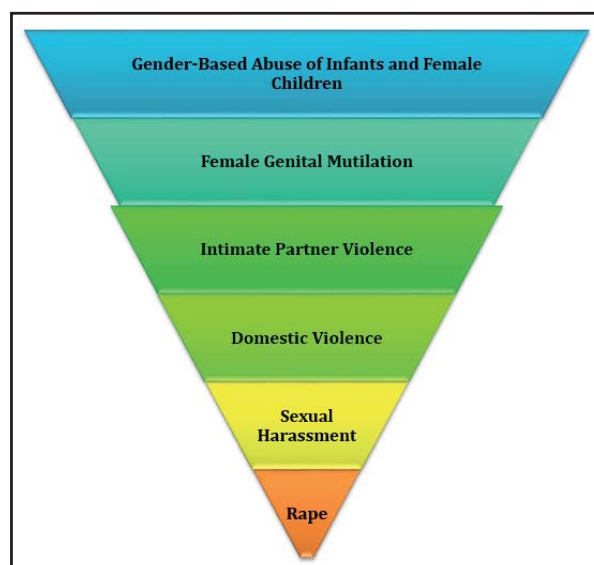 Gender-Based Abuse of Infants and Female
Children
Female Genital Mutilation
Intimate Partner Violence
Domestic Violence
Sexual
Harassment
Rape